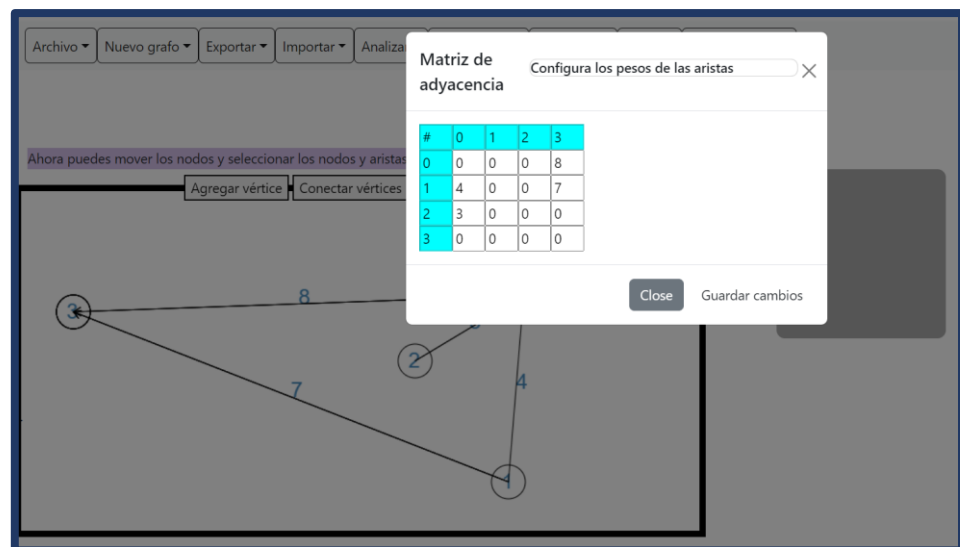 Archivo Nuevo grafo Exportar Importar Analiza
Matriz de
adyacencia
Configura los pesos de las aristas
# 0 1 2 3
0 0 0 0 8
1 4 0 0 7
2 3 0 0 0
3 0 0 0 0
Ahora puedes mover los nodos y seleccionar los nodos y aristas
Agregar vértice Conectar vértices
Close Guardar cambios
8
3
2
7
4
1